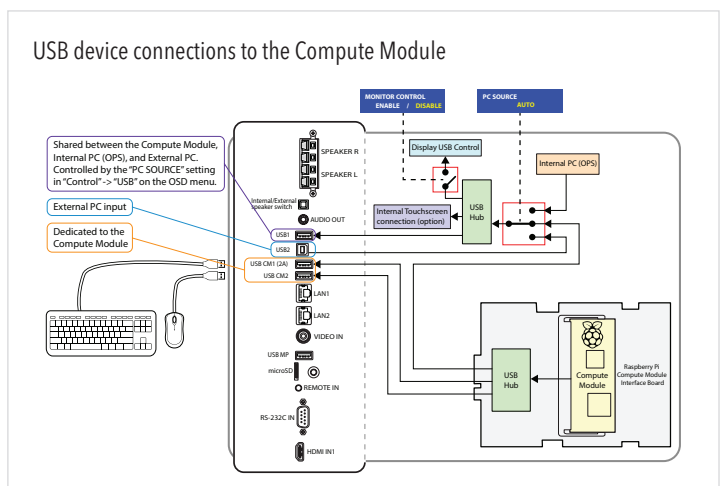 USB device connections to the Compute Module
MONITOR CONTROL
ENABLE / DISABLE
PC SOURCE
AUTO
Shared between the Compute Module,
Internal PC (OPS), and External PC.
Controlled by the "PC SOURCE" setting
in "Control" -> "USB" on the OSD menu.
External PC input
Dedicated to the
Compute Module
SPEAKER R
SPEAKER L
Internal/External
speaker switch
AUDIO OUT
USB1
USB2
USB CM1 (2A)
USB CM2
LAN1
LAN2
VIDEO IN
USB MP
microSD
REMOTE IN
RS-232C IN
HDMI IN1
Display USB Control
Internal PC (OPS)
Internal Touchscreen
connection (option)
USB
Hub
USB
Hub
Compute
Module
Raspberry Pi
Compute Module
Interface Board